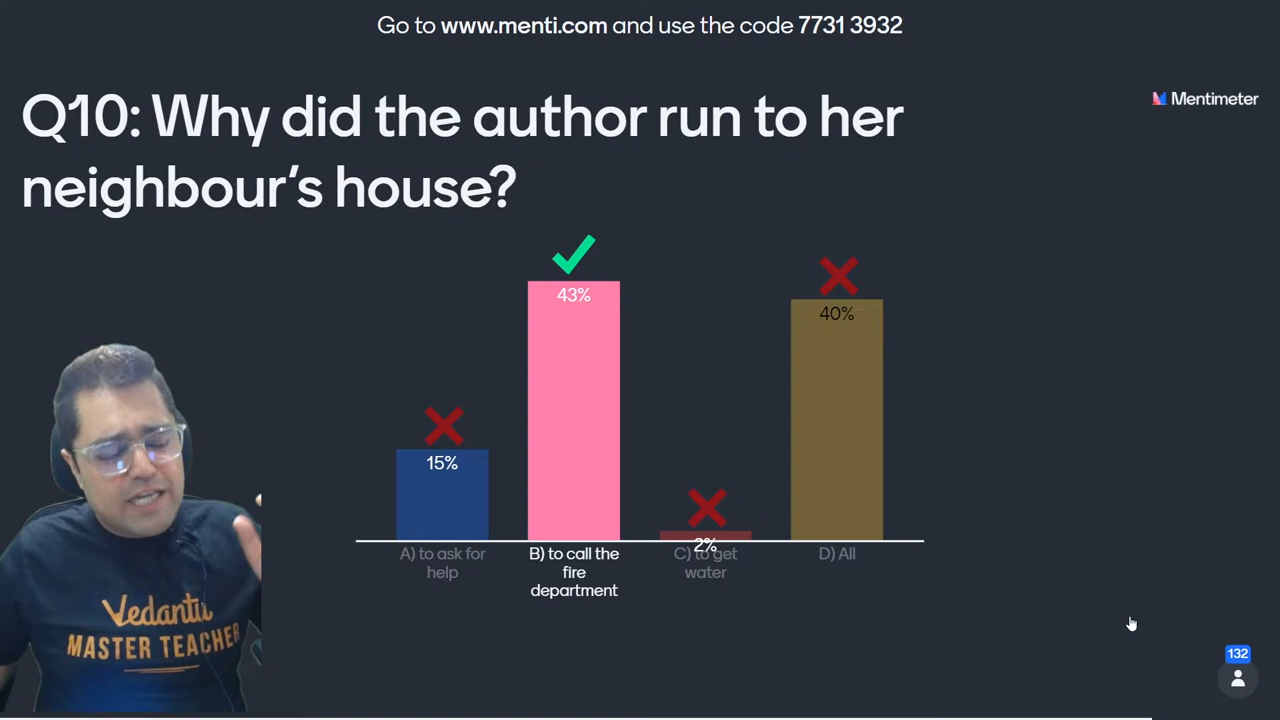 Go to www.menti.com and use the code 7731 3932
Mentimeter
Q10: Why did the author run to her
neighbour's house?
43%
40%
15%
2%
A) to ask for
help
B) to call the
fire
department
C) to get
water
D) All
Vedantu
MASTER TEACHER
132